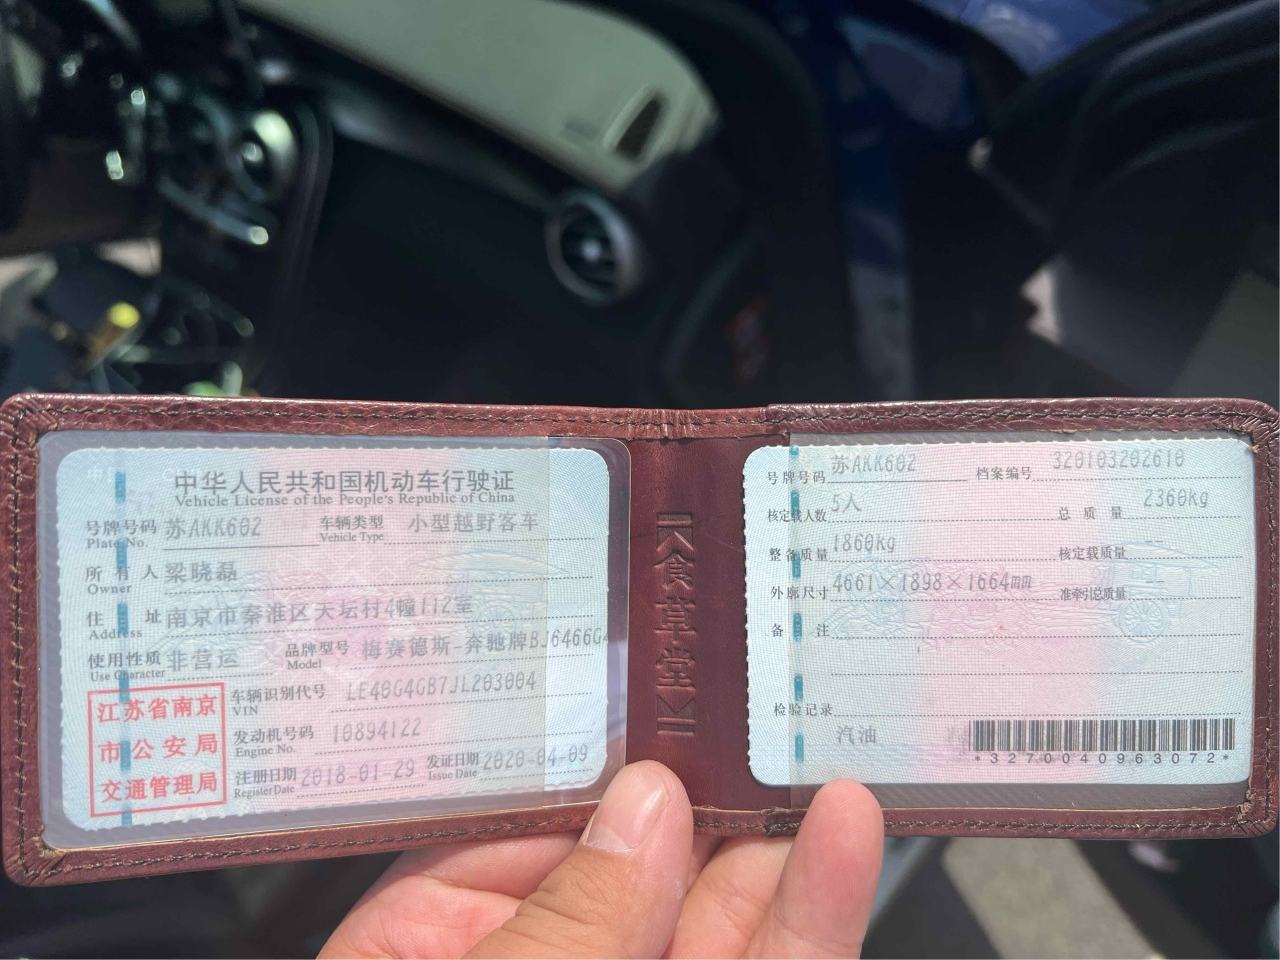 中华人民共和国机动车行驶证
Vehicle License of the People's Republic of China
号牌号码 苏AKK602 车辆类型 小型越野客车
Plate No. Vehicle Type
所有人 梁晓磊
Owner
住址 南京市秦淮区天坛村4幢112室
Address
使用性质 非营运 品牌型号 梅赛德斯-奔驰牌BJ6466G
Use Character Model
车辆识别代号 LE40G4GB7JL203004
VIN
发动机号码 10894122
Engine No.
注册日期 2018-01-29 发证日期 2020-04-09
Register Date Issue Date
江苏省南京
市公安局
交通管理局
食草堂
号牌号码 苏AKK602 档案编号 320103202610
核定载人数 5人 总质量 2360kg
整备质量 1860kg 核定载质量 --
外廓尺寸 4661×1898×1664mm 准牵引总质量 --
备注
检验记录
汽油
*3270040963072*